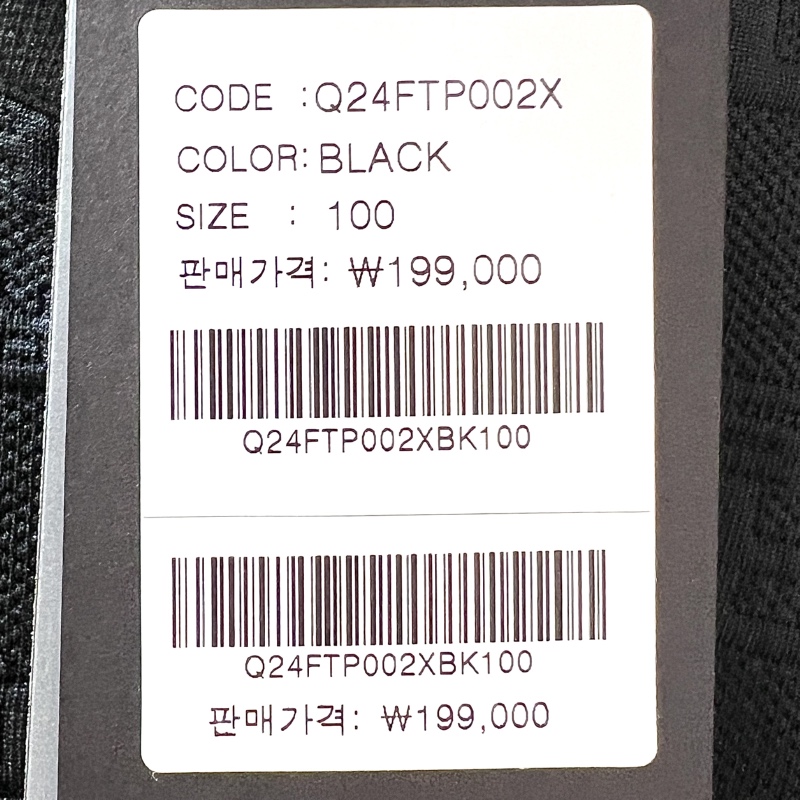 CODE :Q24FTP002X
COLOR:BLACK
SIZE : 100
판매가격: ₩199,000
Q24FTP002XBK100
Q24FTP002XBK100
판매가격: ₩199,000